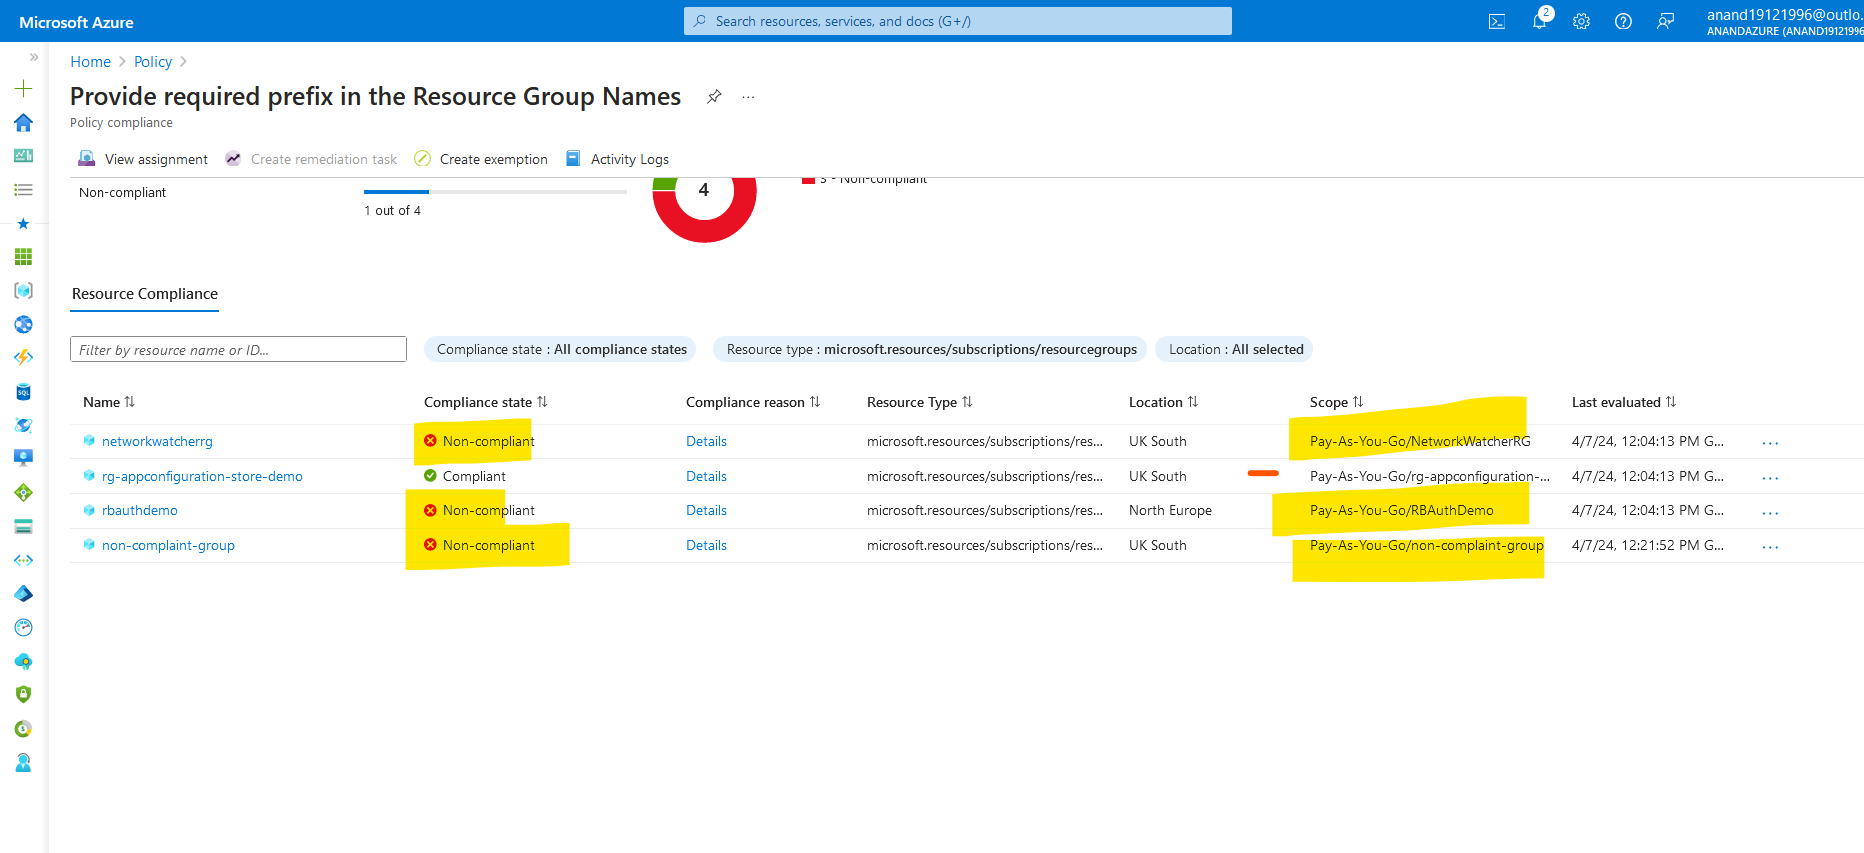 Microsoft Azure
Search resources, services, and docs (G+/)
2
anand19121996@outlo.
ANANDAZURE (ANAND19121996
Home > Policy >
Provide required prefix in the Resource Group Names ...
Policy compliance
View assignment Create remediation task Create exemption Activity Logs
Non-compliant
1 out of 4
4
3 - Non-compliant
Resource Compliance
Filter by resource name or ID...
Compliance state : All compliance states
Resource type : microsoft.resources/subscriptions/resourcegroups
Location : All selected
Name Compliance state Compliance reason Resource Type Location Scope Last evaluated
networkwatcherrg Non-compliant Details microsoft.resources/subscriptions/res... UK South Pay-As-You-Go/NetworkWatcherRG 4/7/24, 12:04:13 PM G... ...
rg-appconfiguration-store-demo Compliant Details microsoft.resources/subscriptions/res... UK South Pay-As-You-Go/rg-appconfiguration-... 4/7/24, 12:04:13 PM G... ...
rbauthdemo Non-compliant Details microsoft.resources/subscriptions/res... North Europe Pay-As-You-Go/RBAuthDemo 4/7/24, 12:04:13 PM G... ...
non-complaint-group Non-compliant Details microsoft.resources/subscriptions/res... UK South Pay-As-You-Go/non-complaint-group 4/7/24, 12:21:52 PM G... ...
SQL